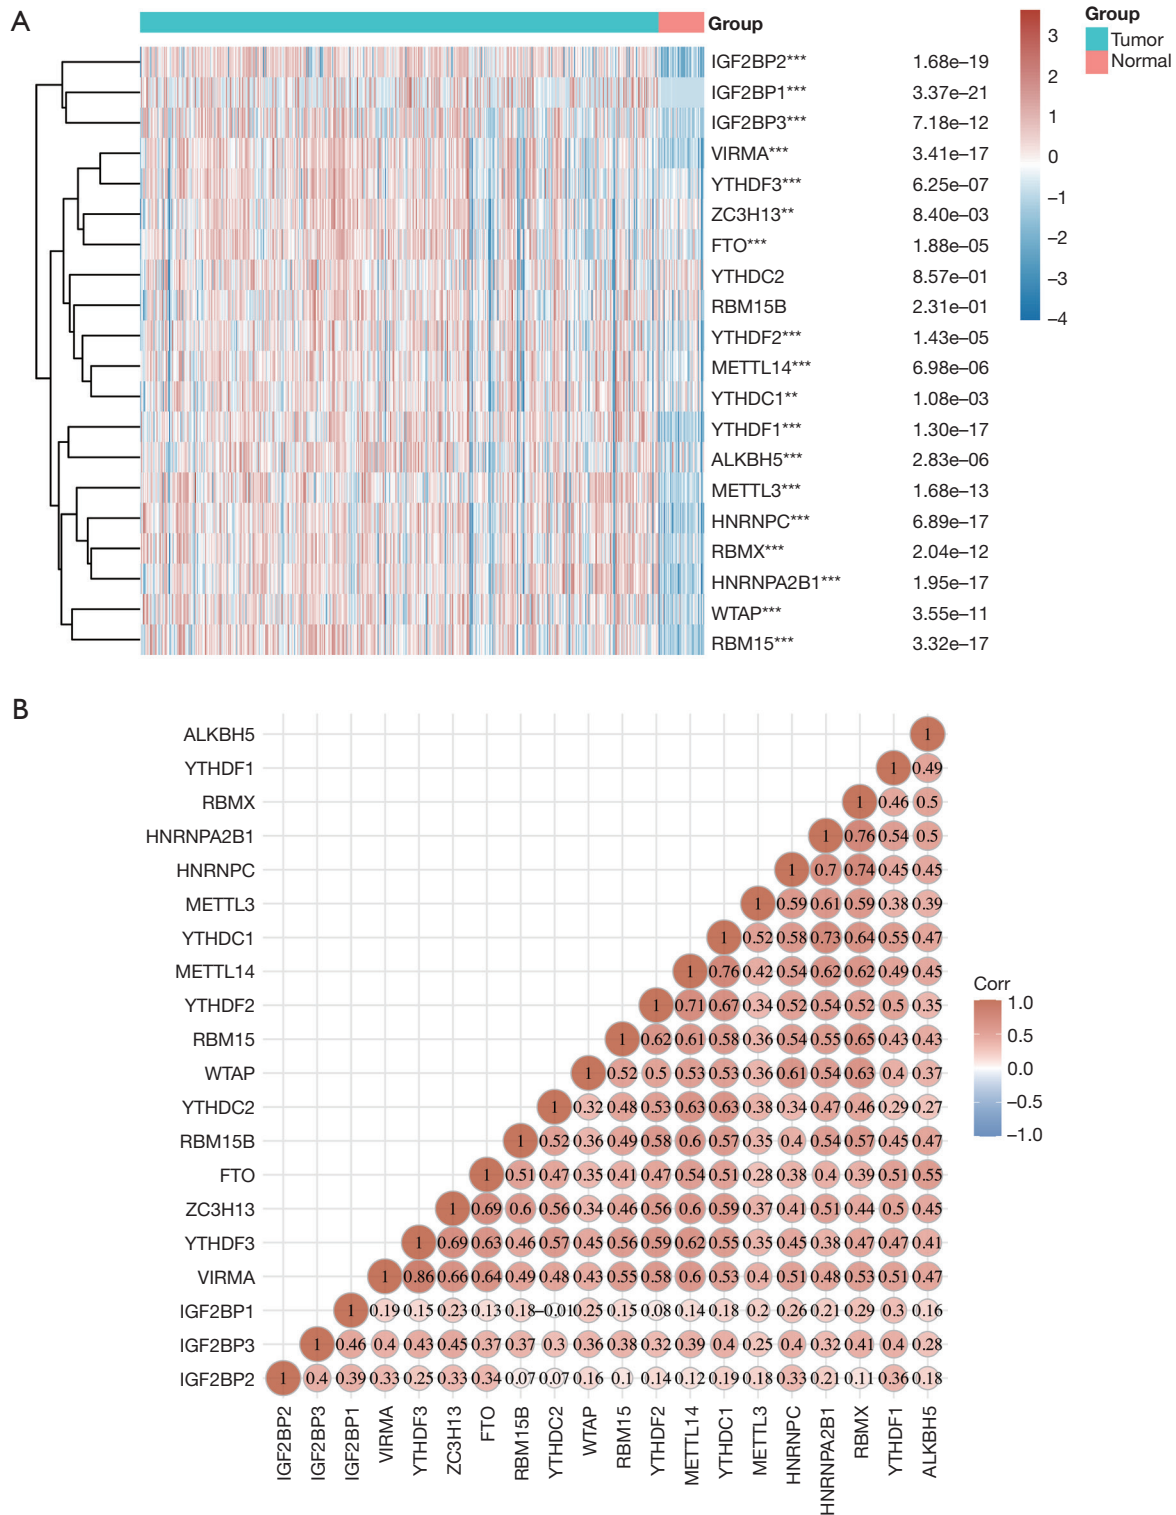 A
Group
IGF2BP2*** 1.68e–19
IGF2BP1*** 3.37e–21
IGF2BP3*** 7.18e–12
VIRMA*** 3.41e–17
YTHDF3*** 6.25e–07
ZC3H13** 8.40e–03
FTO*** 1.88e–05
YTHDC2 8.57e–01
RBM15B 2.31e–01
YTHDF2*** 1.43e–05
METTL14*** 6.98e–06
YTHDC1** 1.08e–03
YTHDF1*** 1.30e–17
ALKBH5*** 2.83e–06
METTL3*** 1.68e–13
HNRNPC*** 6.89e–17
RBMX*** 2.04e–12
HNRNPA2B1*** 1.95e–17
WTAP*** 3.55e–11
RBM15*** 3.32e–17
3
2
1
0
–1
–2
–3
–4
Group
Tumor
Normal
B
ALKBH5 1
YTHDF1 1 0.49
RBMX 1 0.46 0.5
HNRNPA2B1 1 0.76 0.54 0.5
HNRNPC 1 0.7 0.74 0.45 0.45
METTL3 1 0.59 0.61 0.59 0.38 0.39
YTHDC1 1 0.52 0.58 0.73 0.64 0.55 0.47
METTL14 1 0.76 0.42 0.54 0.62 0.62 0.49 0.45
YTHDF2 1 0.71 0.67 0.34 0.52 0.54 0.52 0.5 0.35
RBM15 1 0.62 0.61 0.58 0.36 0.54 0.55 0.65 0.43 0.43
WTAP 1 0.52 0.5 0.53 0.53 0.36 0.61 0.54 0.63 0.4 0.37
YTHDC2 1 0.32 0.48 0.53 0.63 0.63 0.38 0.34 0.47 0.46 0.29 0.27
RBM15B 1 0.52 0.36 0.49 0.58 0.6 0.57 0.35 0.4 0.54 0.57 0.45 0.47
FTO 1 0.51 0.47 0.35 0.41 0.47 0.54 0.51 0.28 0.38 0.4 0.39 0.51 0.55
ZC3H13 1 0.69 0.6 0.56 0.34 0.46 0.56 0.6 0.59 0.37 0.41 0.51 0.44 0.5 0.45
YTHDF3 1 0.69 0.63 0.46 0.57 0.45 0.56 0.59 0.62 0.55 0.35 0.45 0.38 0.47 0.47 0.41
VIRMA 1 0.86 0.66 0.64 0.49 0.48 0.43 0.55 0.58 0.6 0.53 0.4 0.51 0.48 0.53 0.51 0.47
IGF2BP1 1 0.19 0.15 0.23 0.13 0.18 –0.01 0.25 0.15 0.08 0.14 0.18 0.2 0.26 0.21 0.29 0.3 0.16
IGF2BP3 1 0.46 0.4 0.43 0.45 0.37 0.37 0.3 0.36 0.38 0.32 0.39 0.4 0.25 0.4 0.32 0.41 0.4 0.28
IGF2BP2 1 0.4 0.39 0.33 0.25 0.33 0.34 0.07 0.07 0.16 0.1 0.14 0.12 0.19 0.18 0.33 0.21 0.11 0.36 0.18
IGF2BP2 IGF2BP3 IGF2BP1 VIRMA YTHDF3 ZC3H13 FTO RBM15B YTHDC2 WTAP RBM15 YTHDF2 METTL14 YTHDC1 METTL3 HNRNPC HNRNPA2B1 RBMX YTHDF1 ALKBH5
Corr
1.0
0.5
0.0
–0.5
–1.0